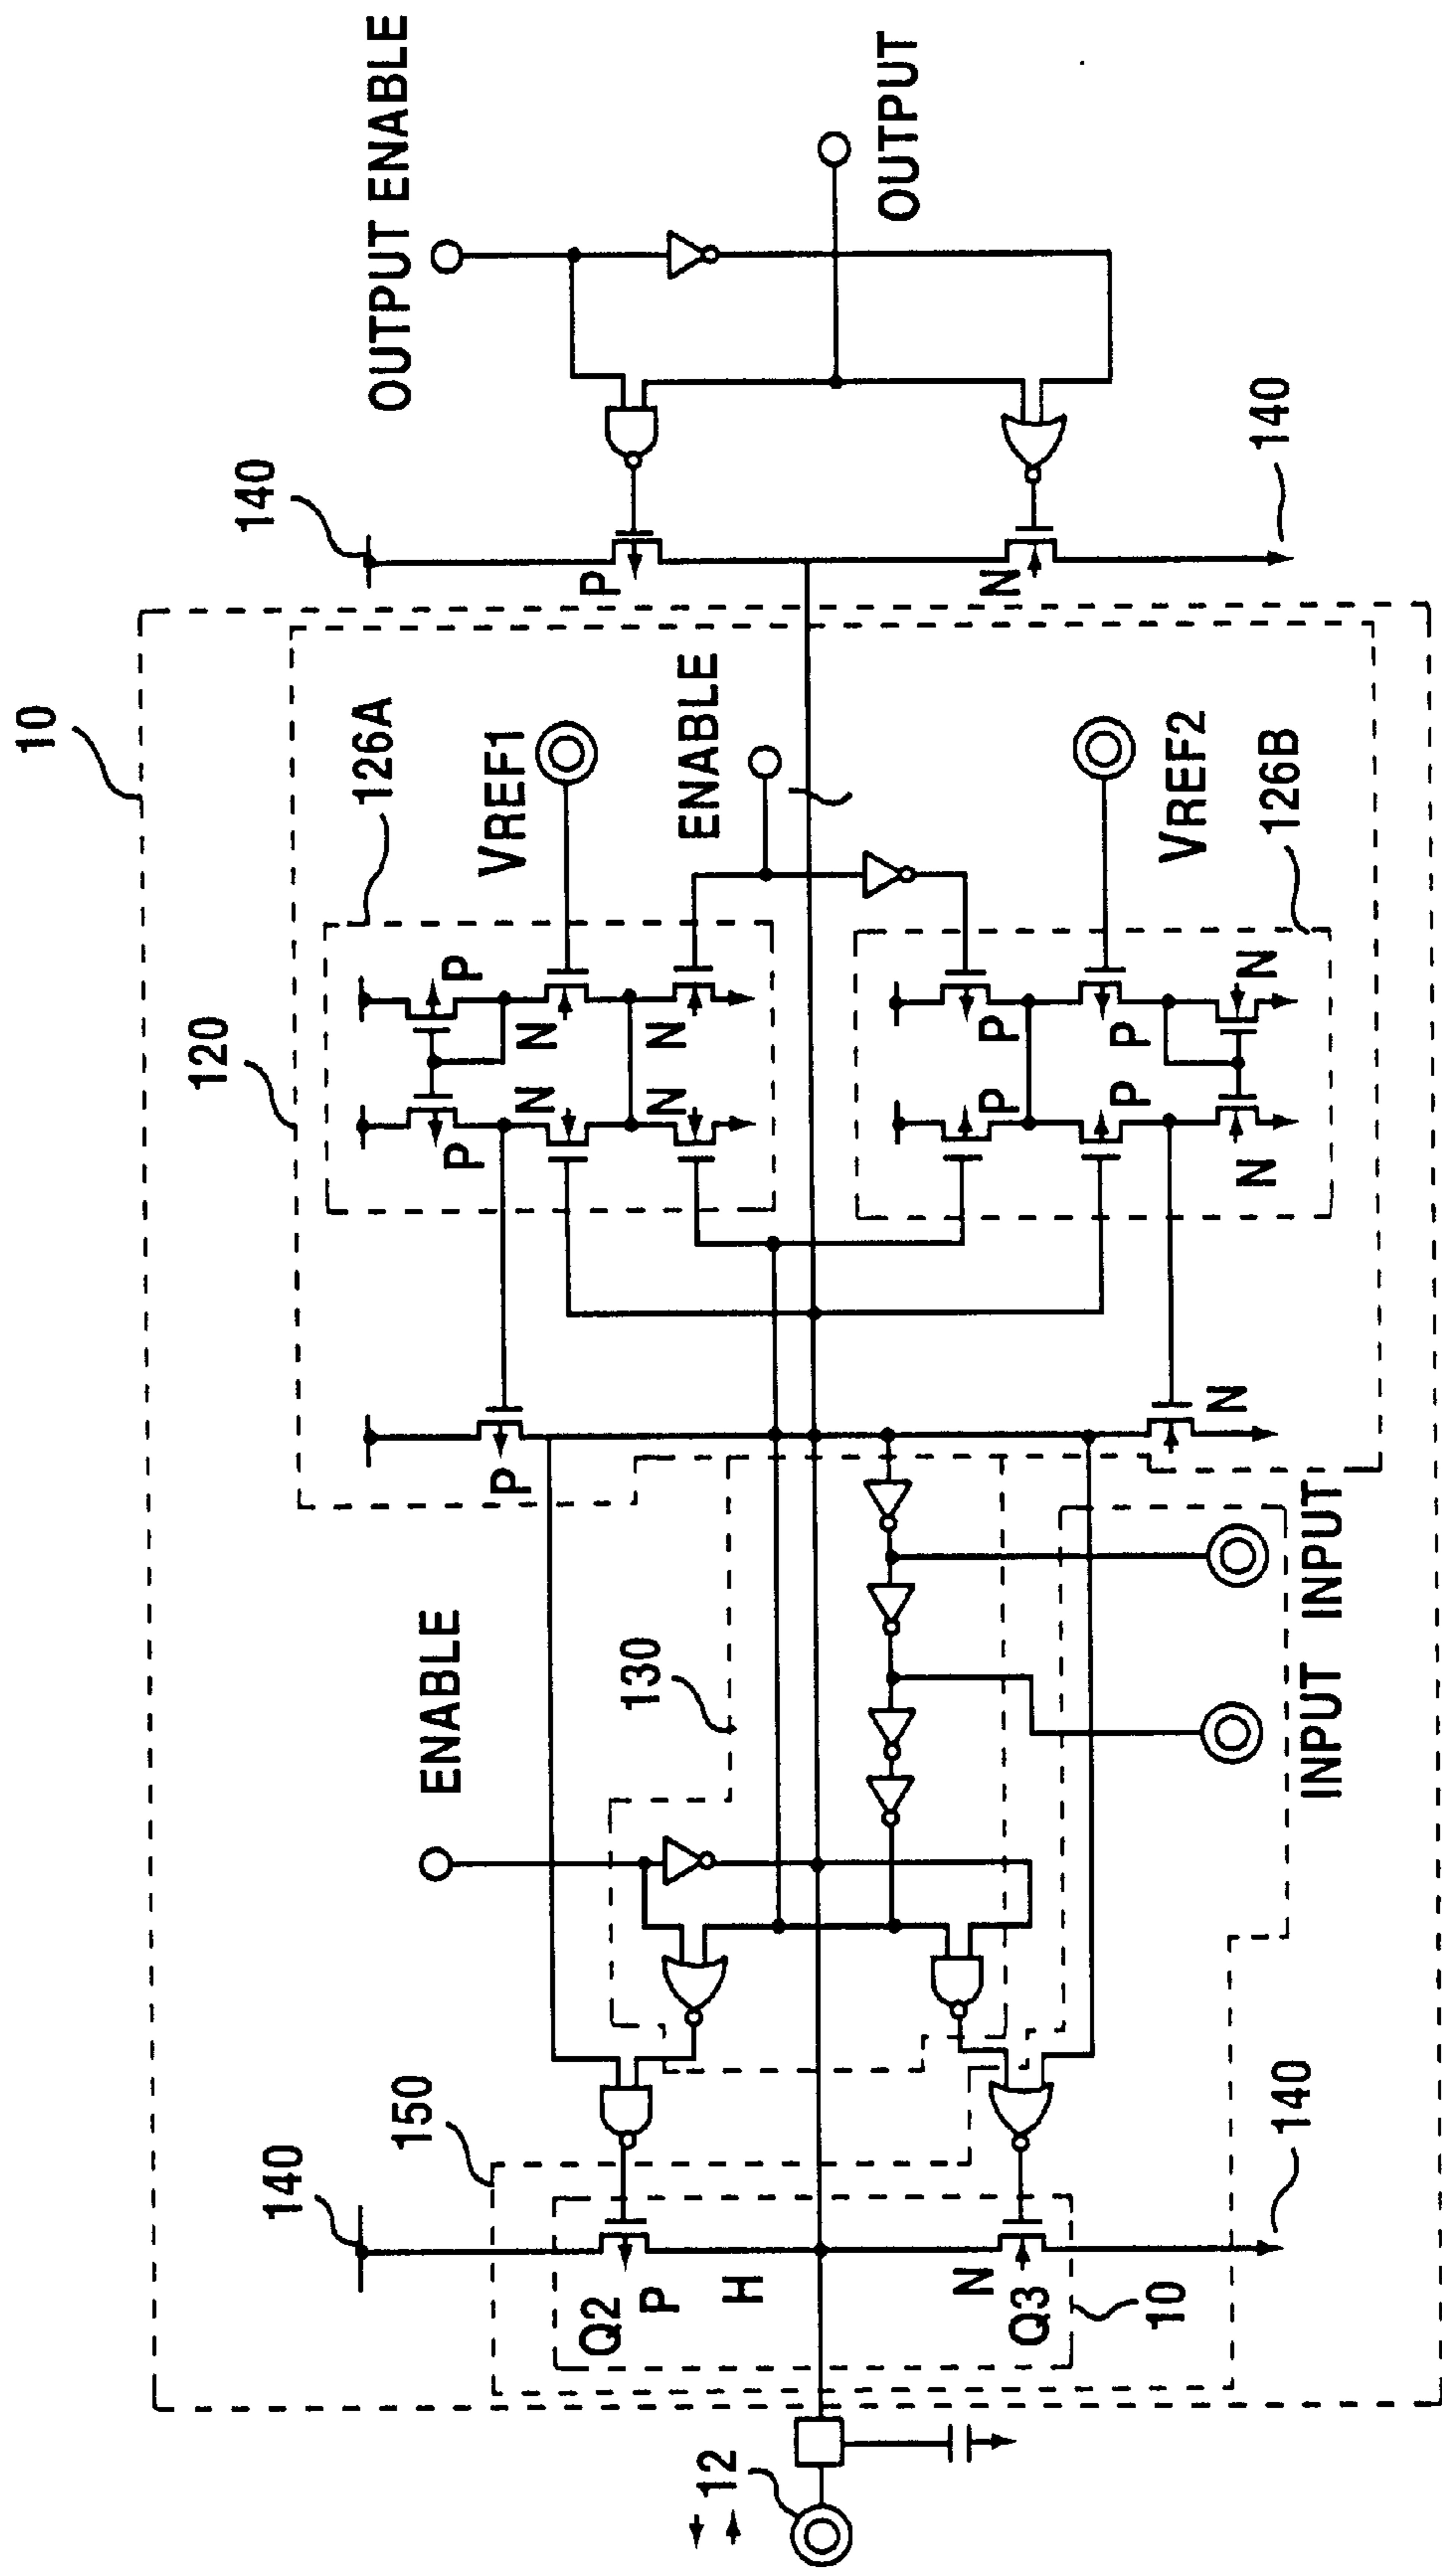 OUTPUT ENABLE
OUTPUT
140
140
P
N
10
120
126A
VREF1
ENABLE
VREF2
126B
P
P
N
N
N
N
P
P
P
P
N
N
P
N
ENABLE
130
INPUT
INPUT
150
140
140
Q2
P
H
N
Q3
10
12